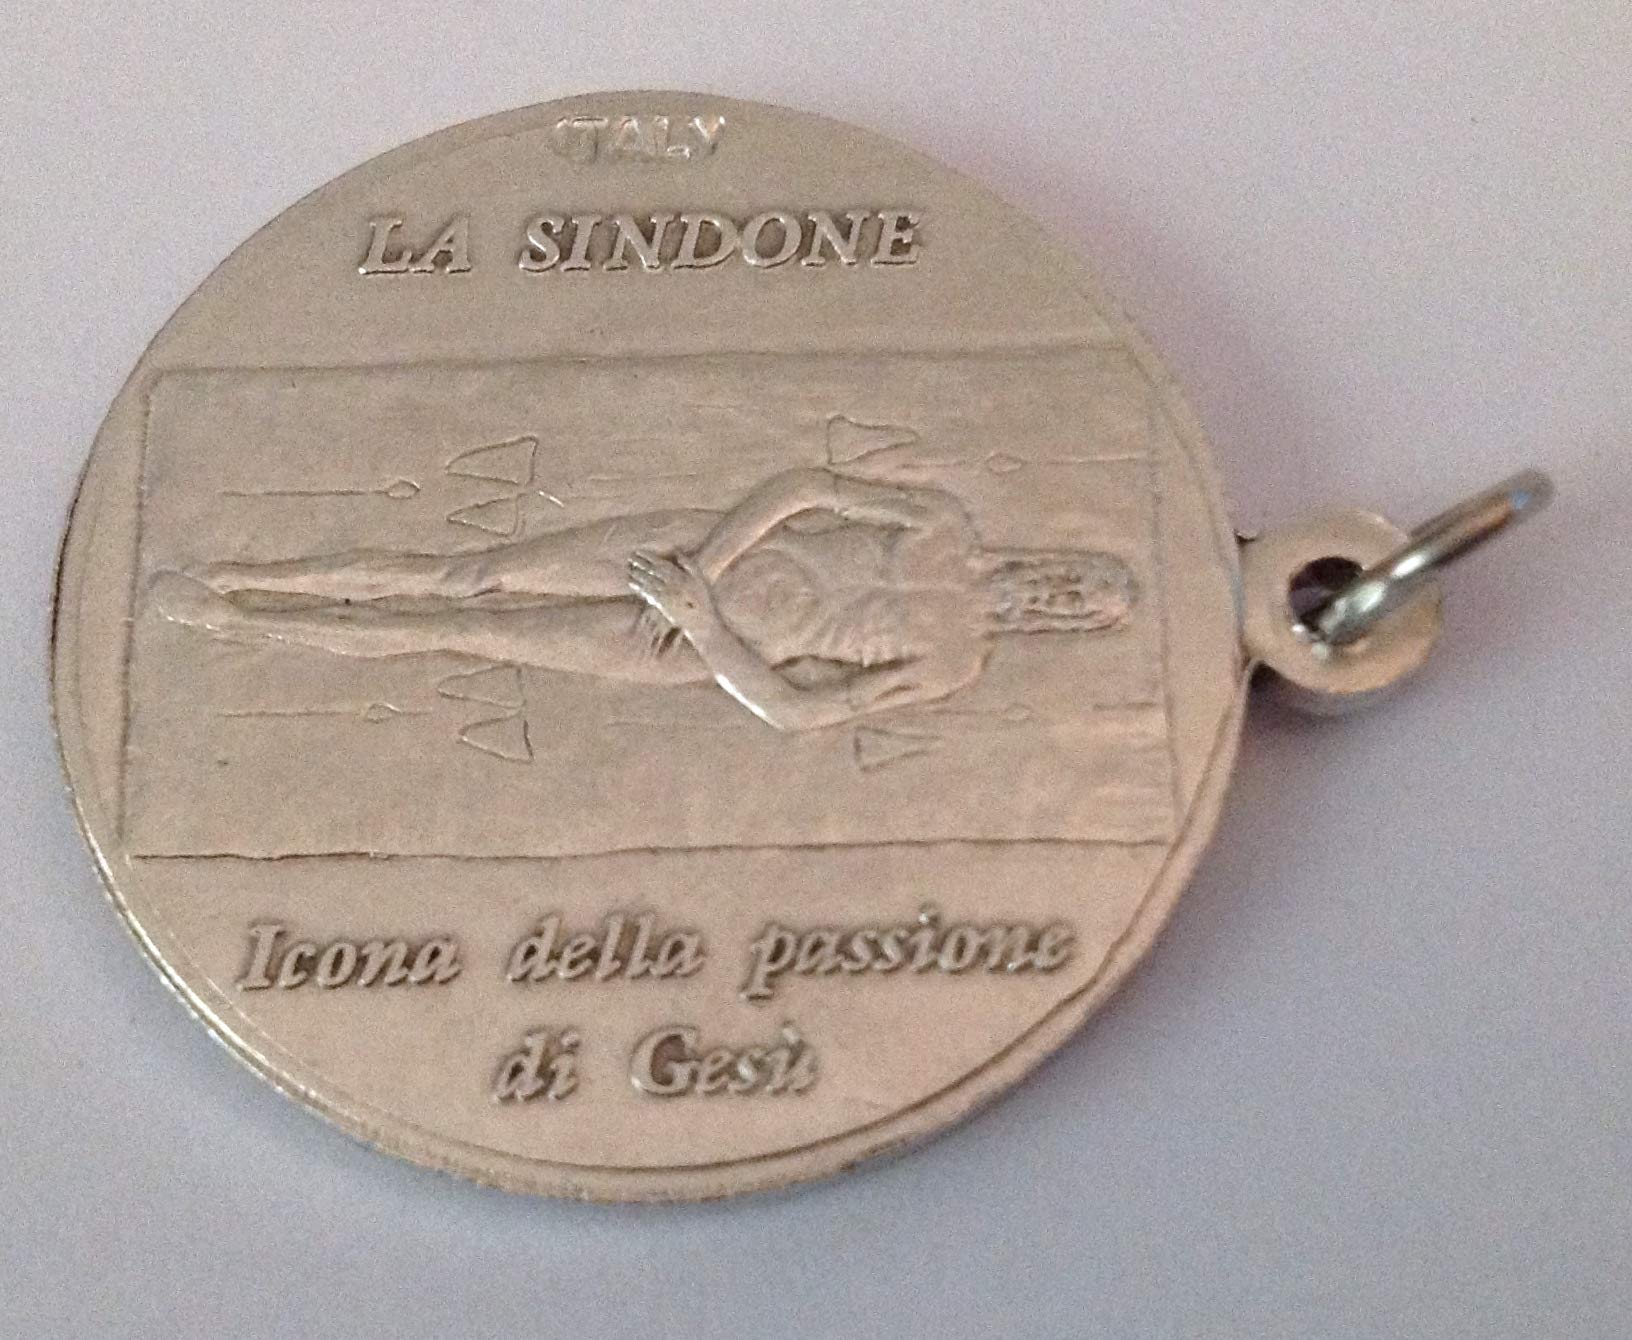 ITALY
LA SINDONE
Icona della passione
di Gesù